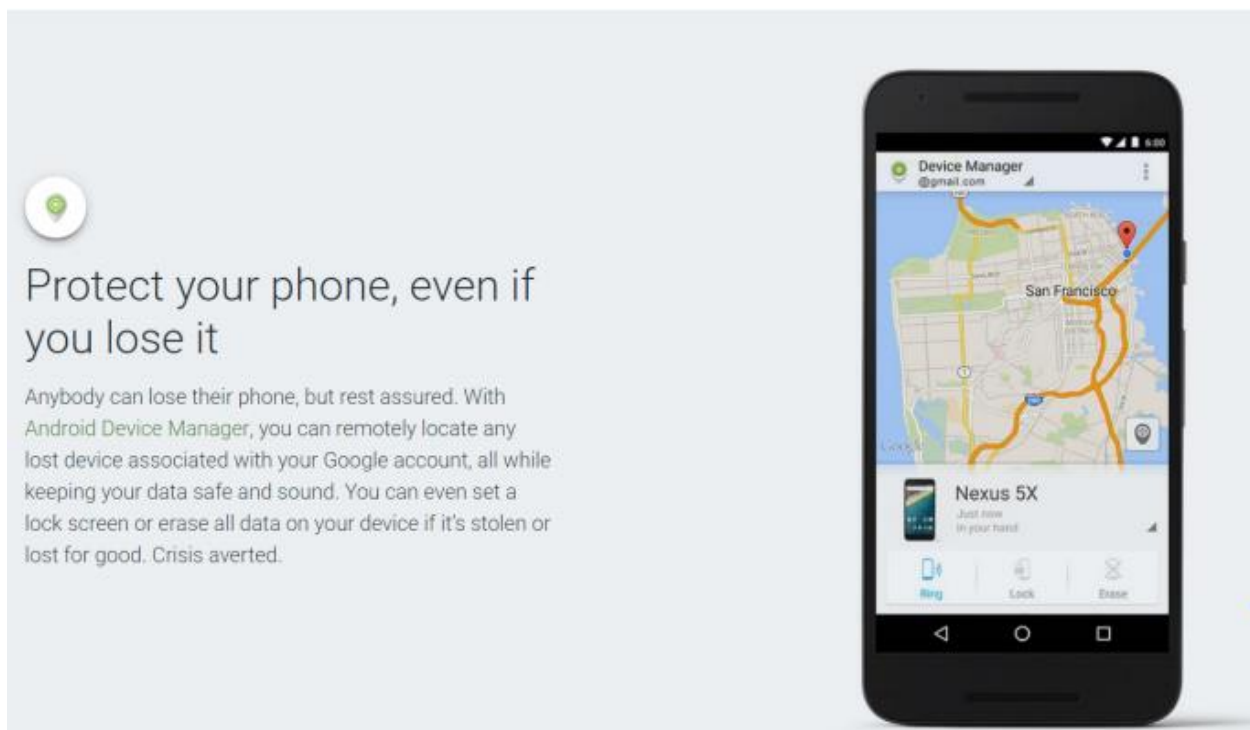 Protect your phone, even if
you lose it
Anybody can lose their phone, but rest assured. With
Android Device Manager, you can remotely locate any
lost device associated with your Google account, all while
keeping your data safe and sound. You can even set a
lock screen or erase all data on your device if it's stolen or
lost for good. Crisis averted.
6:00
Device Manager
@gmail.com
San Francisco
Google
Nexus 5X
Just now
In your hand
Ring
Lock
Erase